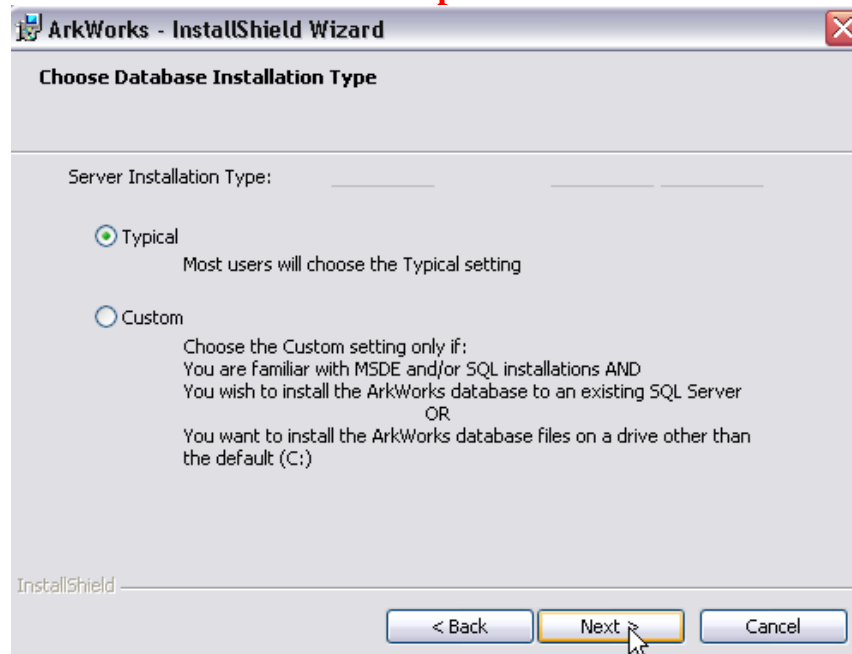 ArkWorks - InstallShield Wizard
Choose Database Installation Type
Server Installation Type:
Typical
Most users will choose the Typical setting
Custom
Choose the Custom setting only if:
You are familiar with MSDE and/or SQL installations AND
You wish to install the ArkWorks database to an existing SQL Server
OR
You want to install the ArkWorks database files on a drive other than
the default (C:)
InstallShield
< Back Next > Cancel